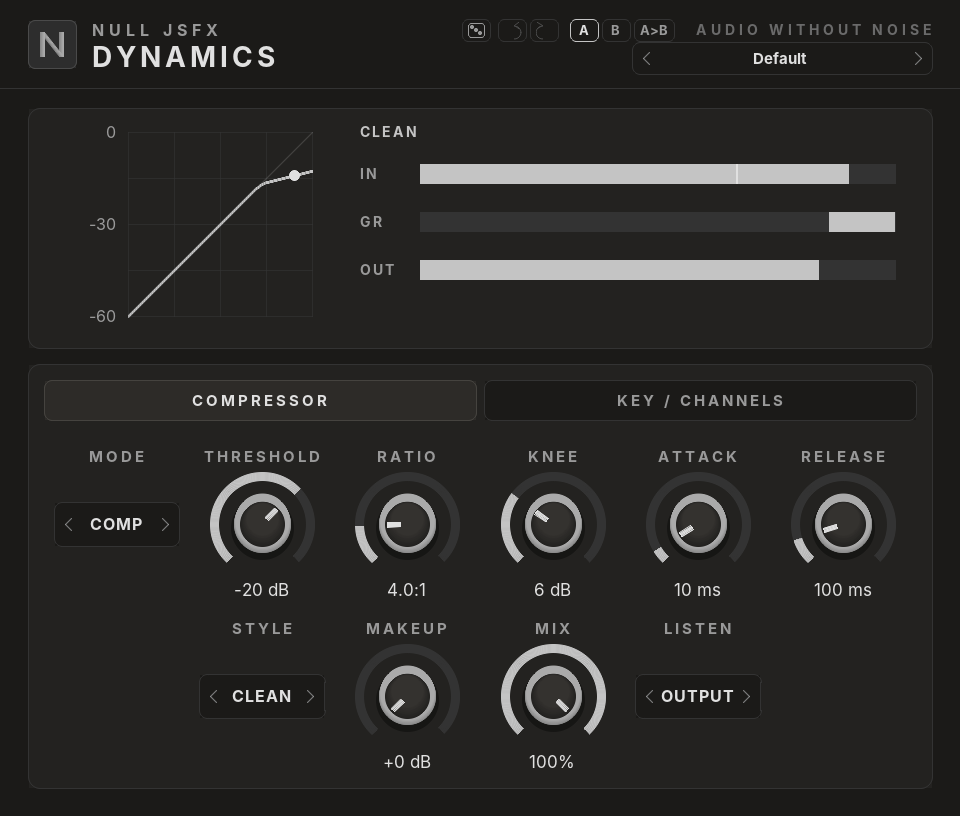 N
NULL JSFX
DYNAMICS
A B A>B
AUDIO WITHOUT NOISE
Default
0
-30
-60
CLEAN
IN
GR
OUT
COMPRESSOR
KEY / CHANNELS
MODE THRESHOLD RATIO KNEE ATTACK RELEASE
COMP
-20 dB 4.0:1 6 dB 10 ms 100 ms
STYLE MAKEUP MIX LISTEN
CLEAN OUTPUT
+0 dB 100%